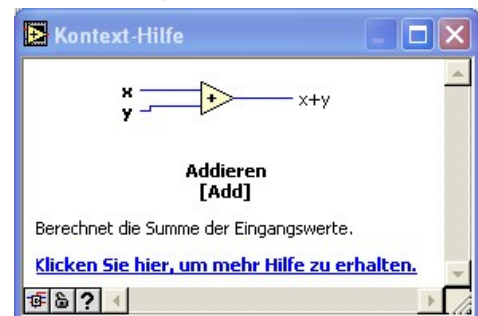 Kontext-Hilfe
x
y
+
x+y
Addieren
[Add]
Berechnet die Summe der Eingangswerte.
Klicken Sie hier, um mehr Hilfe zu erhalten.
?